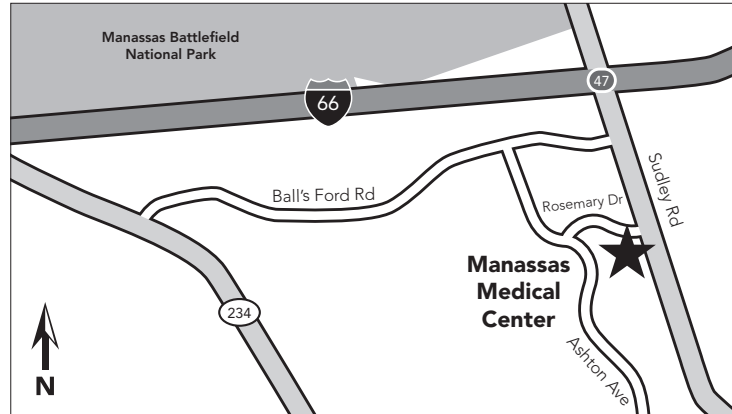 Manassas Battlefield
National Park
66
47
Sudley Rd
Ball's Ford Rd
Rosemary Dr
Manassas
Medical
Center
234
Ashton Ave
N